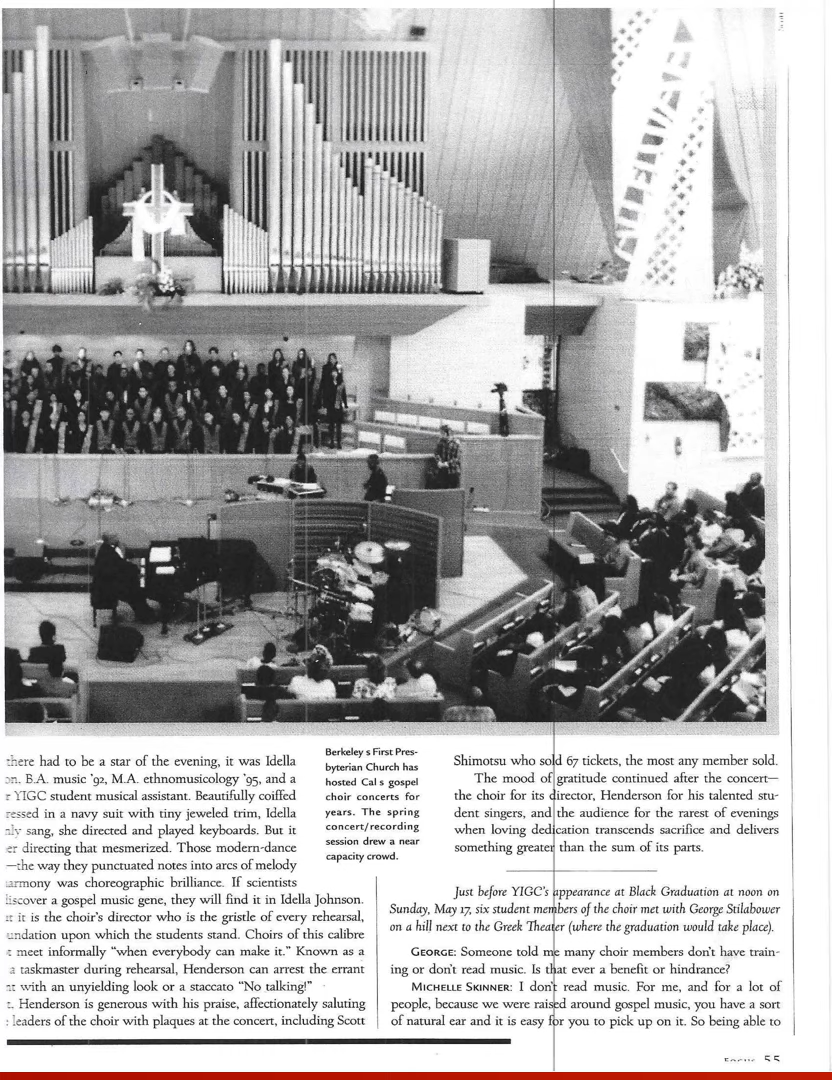 ALLELUIA
Scott
there had to be a star of the evening, it was Idella
B.A. music '92, M.A. ethnomusicology '95, and a
YIGC student musical assistant. Beautifully coiffed
ressed in a navy suit with tiny jeweled trim, Idella
sang, she directed and played keyboards. But it
er directing that mesmerized. Those modern-dance
—the way they punctuated notes into arcs of melody
armony was choreographic brilliance. If scientists
liscover a gospel music gene, they will find it in Idella Johnson.
it is the choir's director who is the gristle of every rehearsal,
undation upon which the students stand. Choirs of this calibre
meet informally "when everybody can make it." Known as a
a taskmaster during rehearsal, Henderson can arrest the errant
with an unyielding look or a staccato "No talking!"
Henderson is generous with his praise, affectionately saluting
leaders of the choir with plaques at the concert, including Scott
Berkeley s First Pres-
byterian Church has
hosted Cal s gospel
choir concerts for
years. The spring
concert/recording
session drew a near
capacity crowd.
Shimotsu who sold 67 tickets, the most any member sold.
The mood of gratitude continued after the concert—
the choir for its director, Henderson for his talented stu-
dent singers, and the audience for the rarest of evenings
when loving dedication transcends sacrifice and delivers
something greater than the sum of its parts.
Just before YIGC's appearance at Black Graduation at noon on
Sunday, May 17, six student members of the choir met with George Stilabower
on a hill next to the Greek Theater (where the graduation would take place).
GEORGE: Someone told me many choir members don't have train-
ing or don't read music. Is that ever a benefit or hindrance?
MICHELLE SKINNER: I don't read music. For me, and for a lot of
people, because we were raised around gospel music, you have a sort
of natural ear and it is easy for you to pick up on it. So being able to
FOCUS 55